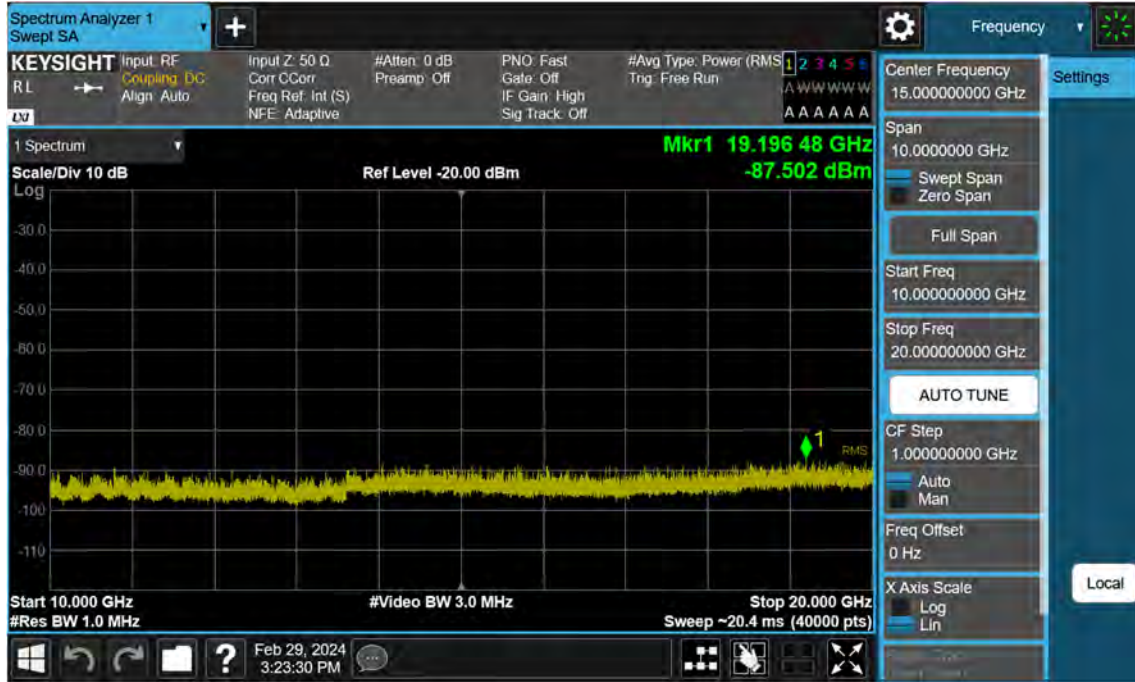 Spectrum Analyzer 1
Swept SA
+
Frequency
KEYSIGHT
RL
LXI
Input: RF
Coupling: DC
Align: Auto
Input Z: 50 Ω
Corr CCorr
Freq Ref: Int (S)
NFE: Adaptive
#Atten: 0 dB
Preamp: Off
PNO: Fast
Gate: Off
IF Gain: High
Sig Track: Off
#Avg Type: Power (RMS
Trig: Free Run
1 2 3 4 5 6
A W W W W W
A A A A A A
1 Spectrum
Scale/Div 10 dB
Log
Ref Level -20.00 dBm
Mkr1 19.196 48 GHz
-87.502 dBm
-30.0
-40.0
-50.0
-60.0
-70.0
-80.0
-90.0
-100
-110
1
RMS
Start 10.000 GHz
#Res BW 1.0 MHz
#Video BW 3.0 MHz
Stop 20.000 GHz
Sweep ~20.4 ms (40000 pts)
Center Frequency
15.000000000 GHz
Span
10.0000000 GHz
Swept Span
Zero Span
Full Span
Start Freq
10.000000000 GHz
Stop Freq
20.000000000 GHz
AUTO TUNE
CF Step
1.000000000 GHz
Auto
Man
Freq Offset
0 Hz
X Axis Scale
Log
Lin
Settings
Local
?
Feb 29, 2024
3:23:30 PM